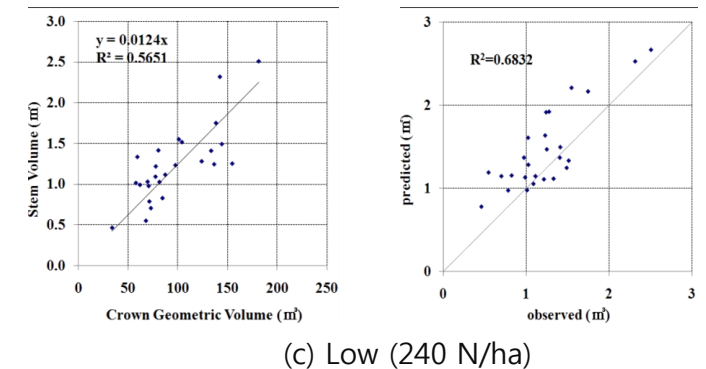 3.0
2.5
2.0
1.5
1.0
0.5
0.0
Stem Volume (㎥)
y = 0.0124x
R² = 0.5651
0 50 100 150 200 250
Crown Geometric Volume (㎥)
3
2
1
0
predicted (㎥)
R²=0.6832
0 1 2 3
observed (㎥)
(c) Low (240 N/ha)